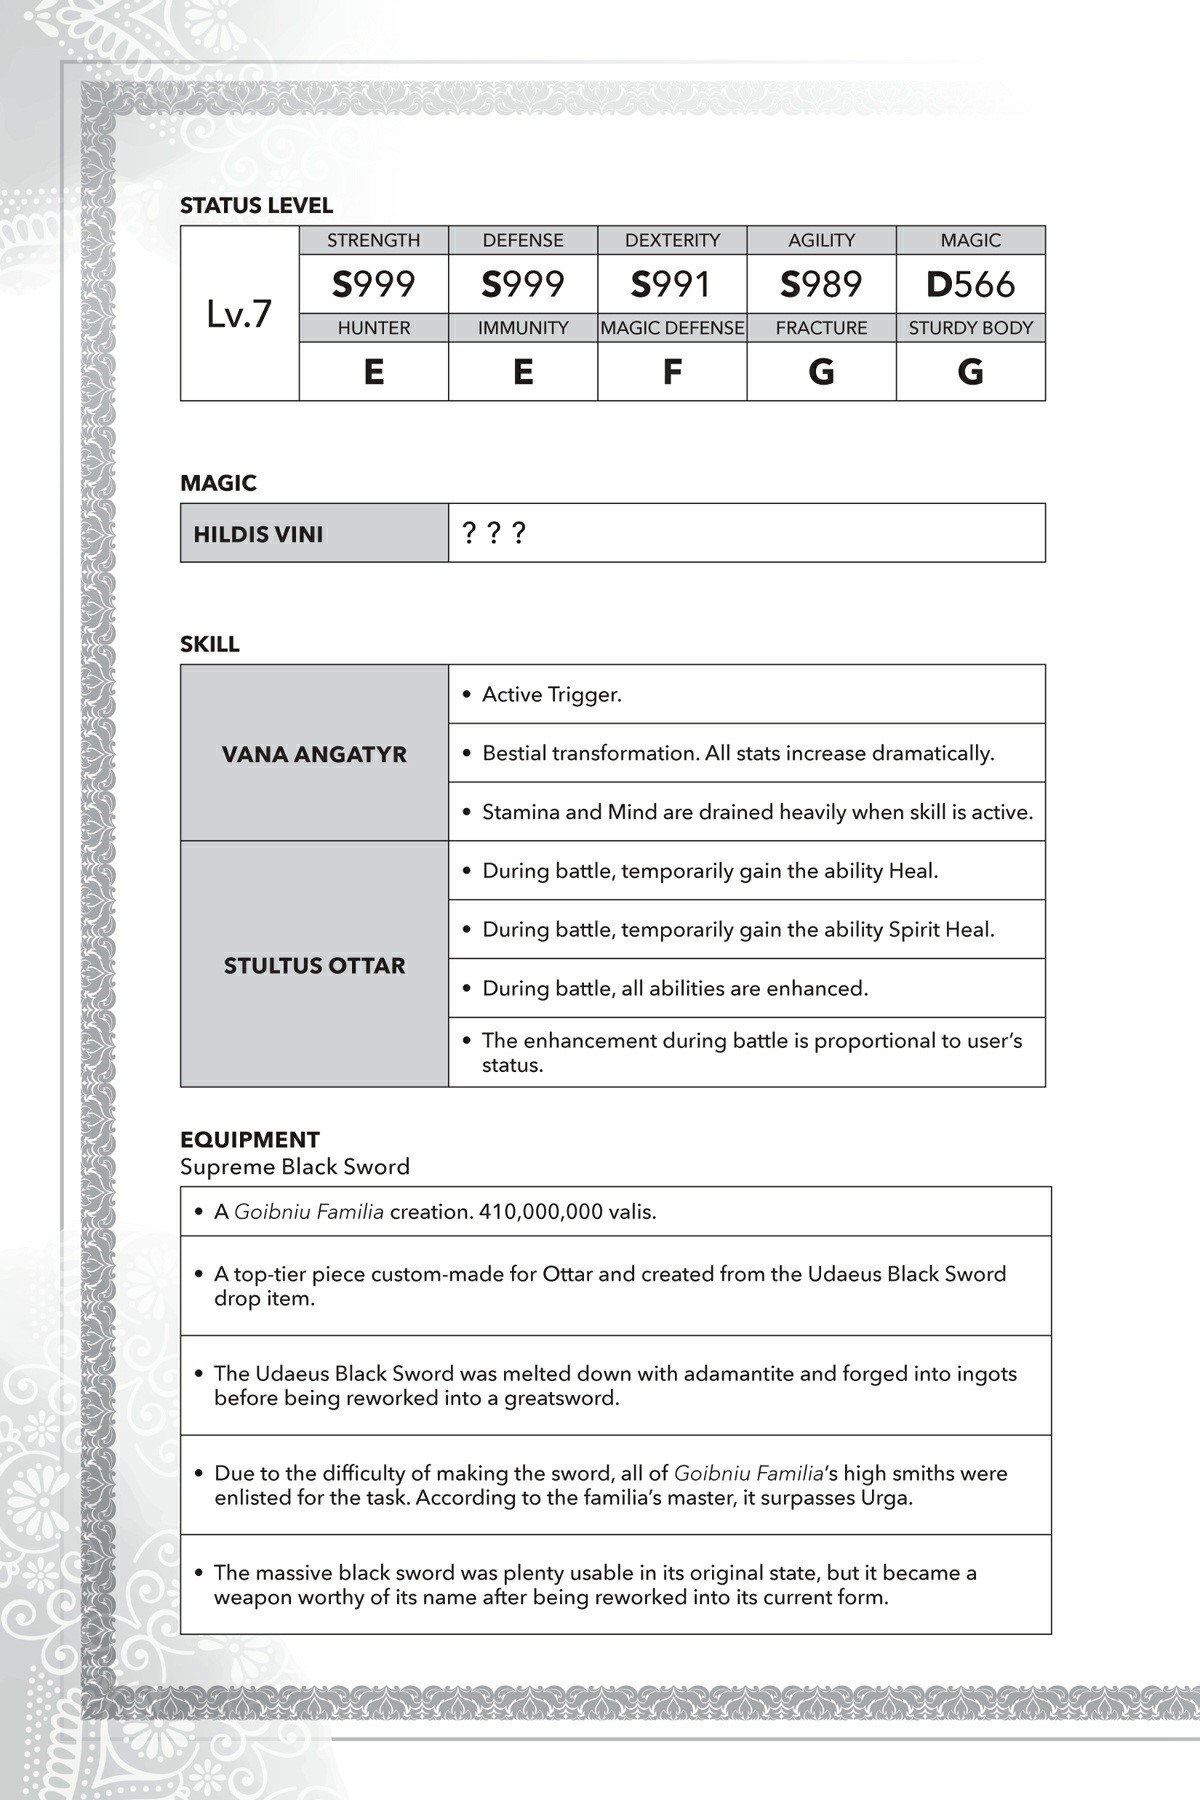 STATUS LEVEL
Lv.7
STRENGTH DEFENSE DEXTERITY AGILITY MAGIC
S999 S999 S991 S989 D566
HUNTER IMMUNITY MAGIC DEFENSE FRACTURE STURDY BODY
E E F G G
MAGIC
HILDIS VINI ? ? ?
SKILL
VANA ANGATYR
• Active Trigger.
• Bestial transformation. All stats increase dramatically.
• Stamina and Mind are drained heavily when skill is active.
STULTUS OTTAR
• During battle, temporarily gain the ability Heal.
• During battle, temporarily gain the ability Spirit Heal.
• During battle, all abilities are enhanced.
• The enhancement during battle is proportional to user’s
status.
EQUIPMENT
Supreme Black Sword
• A Goibniu Familia creation. 410,000,000 valis.
• A top-tier piece custom-made for Ottar and created from the Udaeus Black Sword
drop item.
• The Udaeus Black Sword was melted down with adamantite and forged into ingots
before being reworked into a greatsword.
• Due to the difficulty of making the sword, all of Goibniu Familia’s high smiths were
enlisted for the task. According to the familia’s master, it surpasses Urga.
• The massive black sword was plenty usable in its original state, but it became a
weapon worthy of its name after being reworked into its current form.